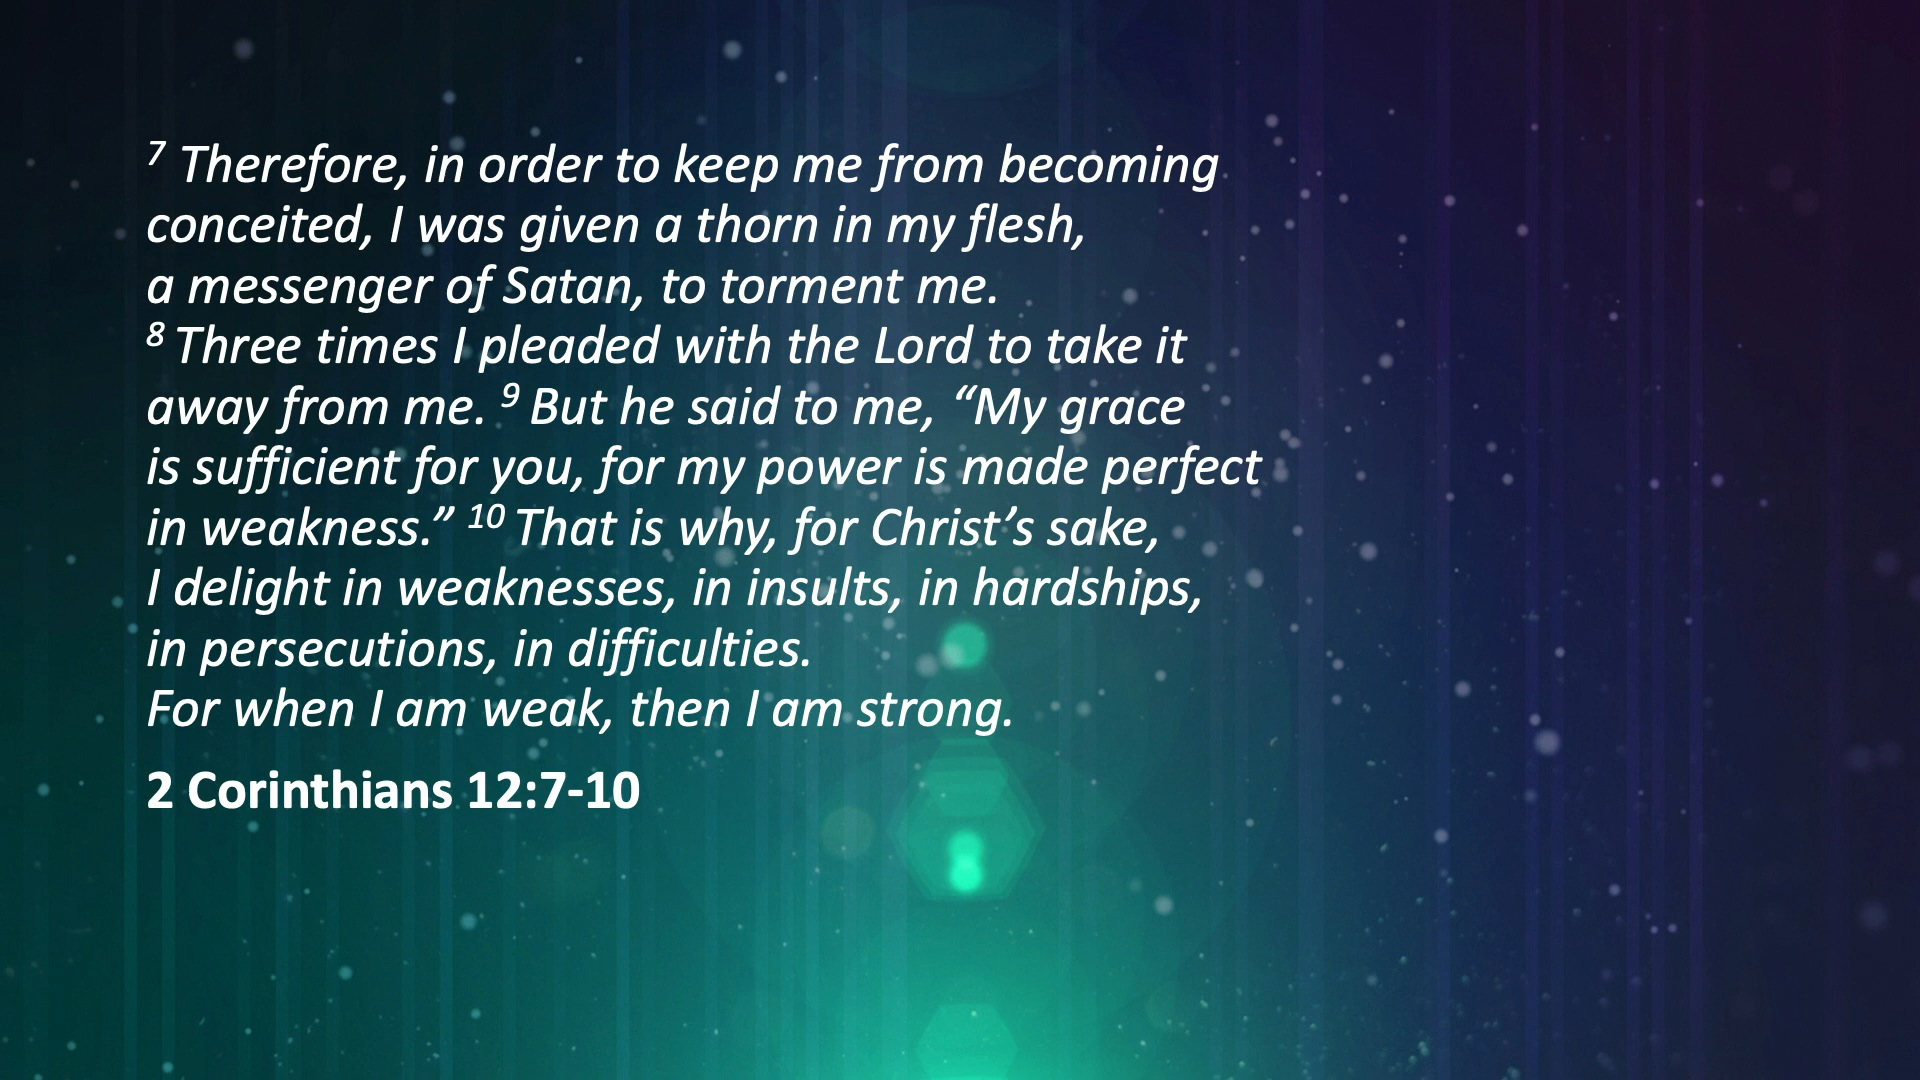 7 Therefore, in order to keep me from becoming
conceited, I was given a thorn in my flesh,
a messenger of Satan, to torment me.
8 Three times I pleaded with the Lord to take it
away from me. 9 But he said to me, “My grace
is sufficient for you, for my power is made perfect
in weakness.” 10 That is why, for Christ’s sake,
I delight in weaknesses, in insults, in hardships,
in persecutions, in difficulties.
For when I am weak, then I am strong.
2 Corinthians 12:7-10